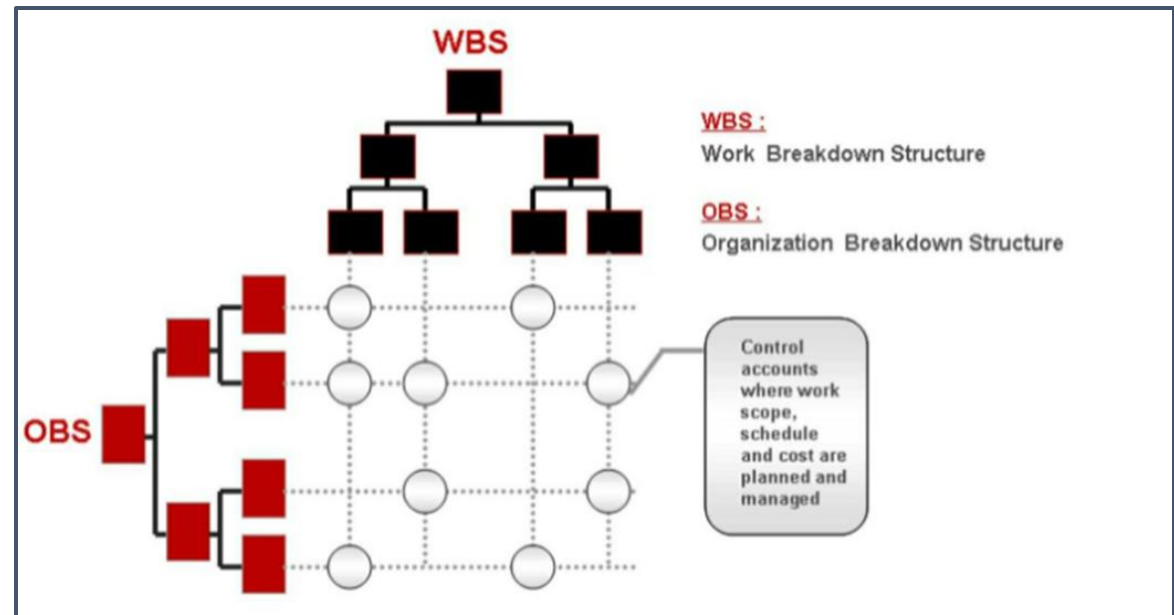 WBS
WBS :
Work Breakdown Structure
OBS :
Organization Breakdown Structure
OBS
Control
accounts
where work
scope,
schedule
and cost are
planned and
managed